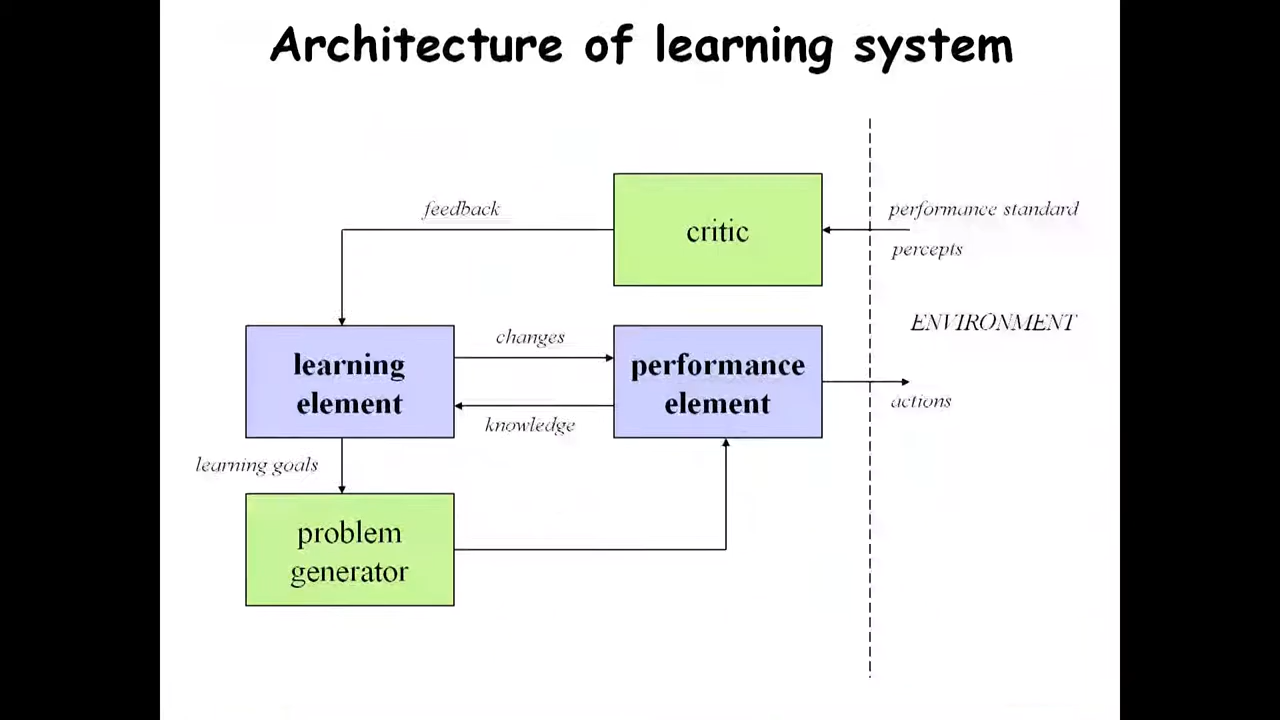 Architecture of learning system
feedback
critic
performance standard
percepts
ENVIRONMENT
learning
element
changes
knowledge
performance
element
actions
learning goals
problem
generator